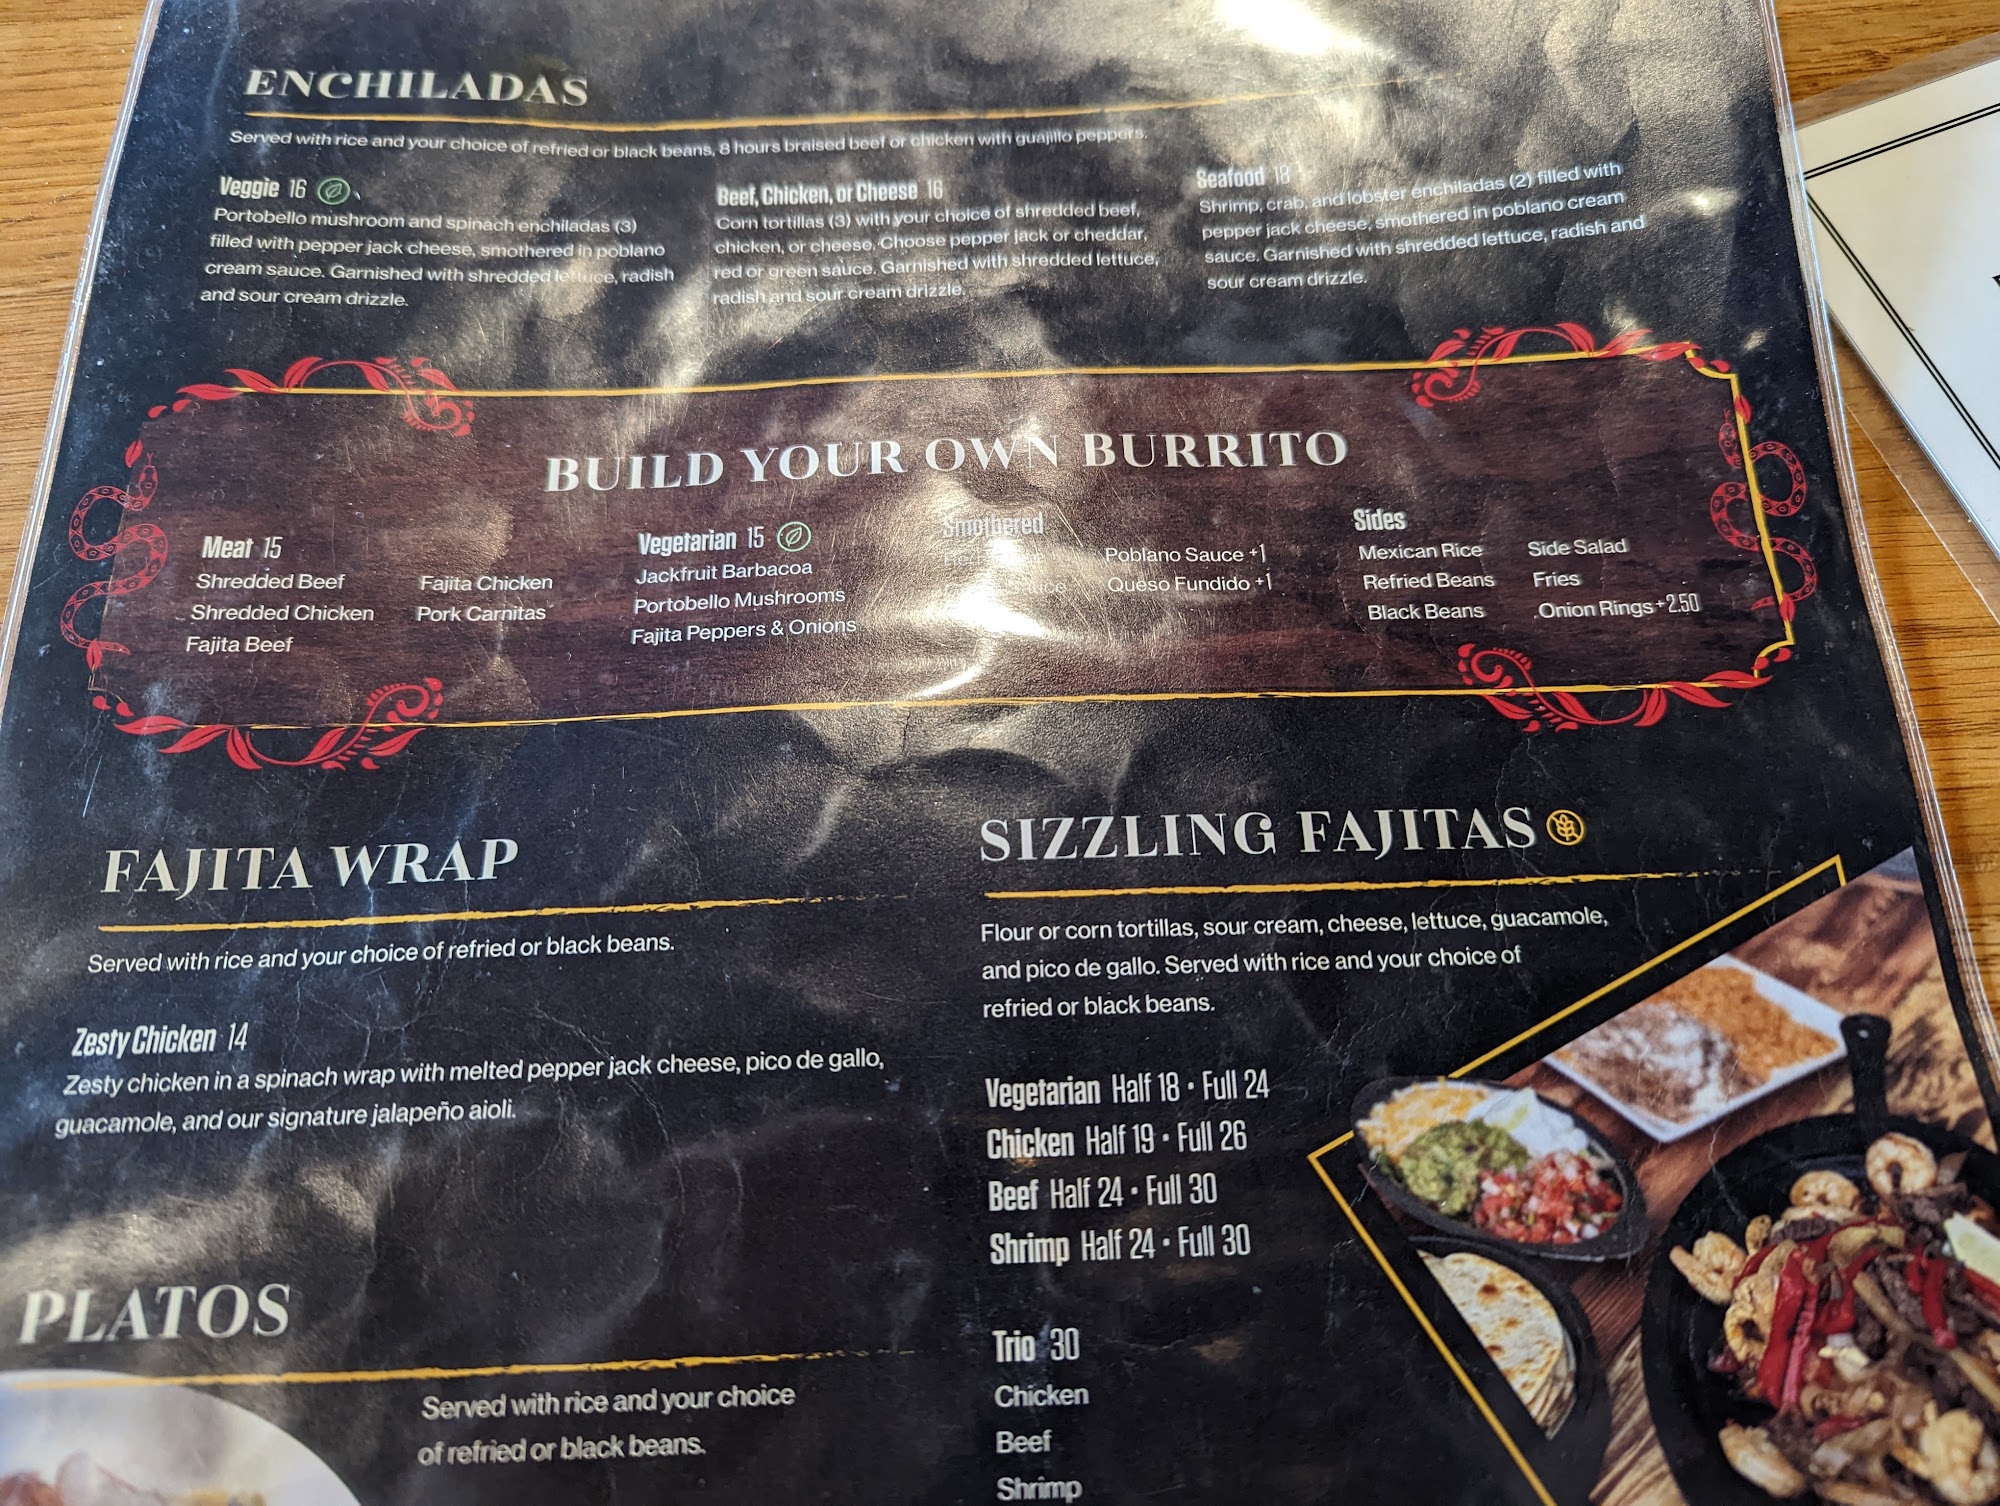 ENCHILADAS
Served with rice and your choice of refried or black beans, 8 hours braised beef or chicken with guajillo peppers.
Veggie 16
Portobello mushroom and spinach enchiladas (3)
filled with pepper jack cheese, smothered in poblano
cream sauce. Garnished with shredded lettuce, radish
and sour cream drizzle.
Beef, Chicken, or Cheese 16
Corn tortillas (3) with your choice of shredded beef,
chicken, or cheese. Choose pepper jack or cheddar,
red or green sauce. Garnished with shredded lettuce,
radish and sour cream drizzle.
Seafood 18
Shrimp, crab, and lobster enchiladas (2) filled with
pepper jack cheese, smothered in poblano cream
sauce. Garnished with shredded lettuce, radish and
sour cream drizzle.
BUILD YOUR OWN BURRITO
Meat 15
Shredded Beef
Shredded Chicken
Fajita Beef
Fajita Chicken
Pork Carnitas
Vegetarian 15
Jackfruit Barbacoa
Portobello Mushrooms
Fajita Peppers & Onions
Smothered
Poblano Sauce +1
Queso Fundido +1
Sides
Mexican Rice
Refried Beans
Black Beans
Side Salad
Fries
Onion Rings +2.50
FAJITA WRAP
Served with rice and your choice of refried or black beans.
Zesty Chicken 14
Zesty chicken in a spinach wrap with melted pepper jack cheese, pico de gallo,
guacamole, and our signature jalapeño aioli.
SIZZLING FAJITAS
Flour or corn tortillas, sour cream, cheese, lettuce, guacamole,
and pico de gallo. Served with rice and your choice of
refried or black beans.
Vegetarian Half 18 • Full 24
Chicken Half 19 • Full 26
Beef Half 24 • Full 30
Shrimp Half 24 • Full 30
Trio 30
Chicken
Beef
Shrimp
PLATOS
Served with rice and your choice
of refried or black beans.